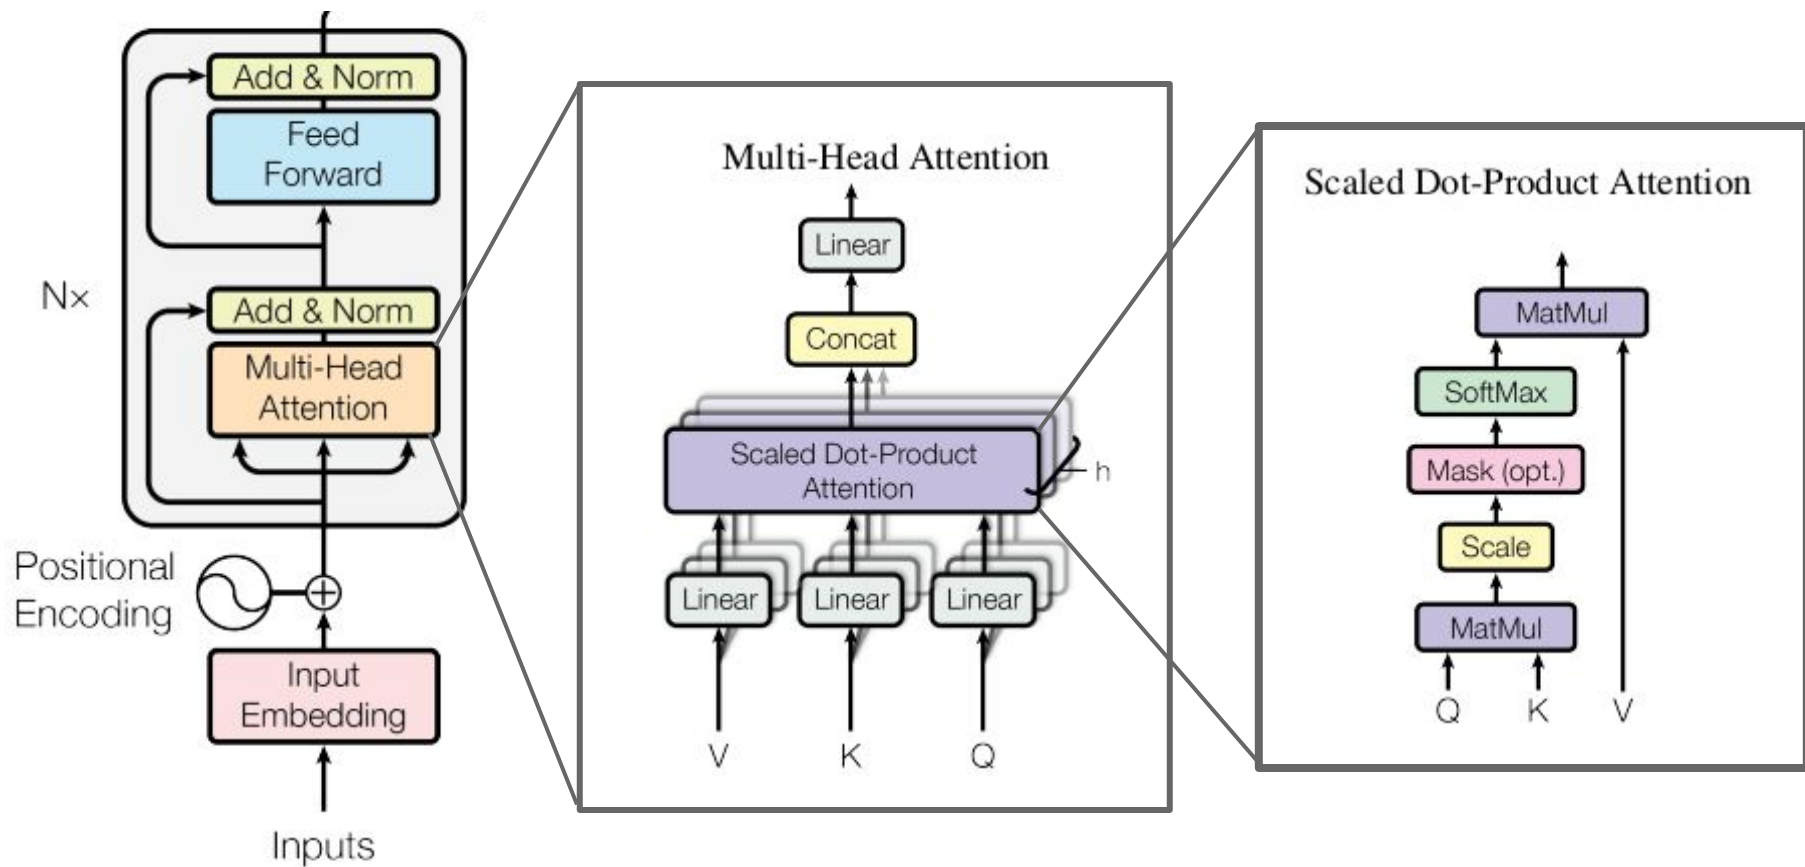 Add & Norm
Feed
Forward
N×
Add & Norm
Multi-Head
Attention
Positional
Encoding
Input
Embedding
Inputs
Multi-Head Attention
Linear
Concat
Scaled Dot-Product
Attention
h
Linear
Linear
Linear
V
K
Q
Scaled Dot-Product Attention
MatMul
SoftMax
Mask (opt.)
Scale
MatMul
Q
K
V